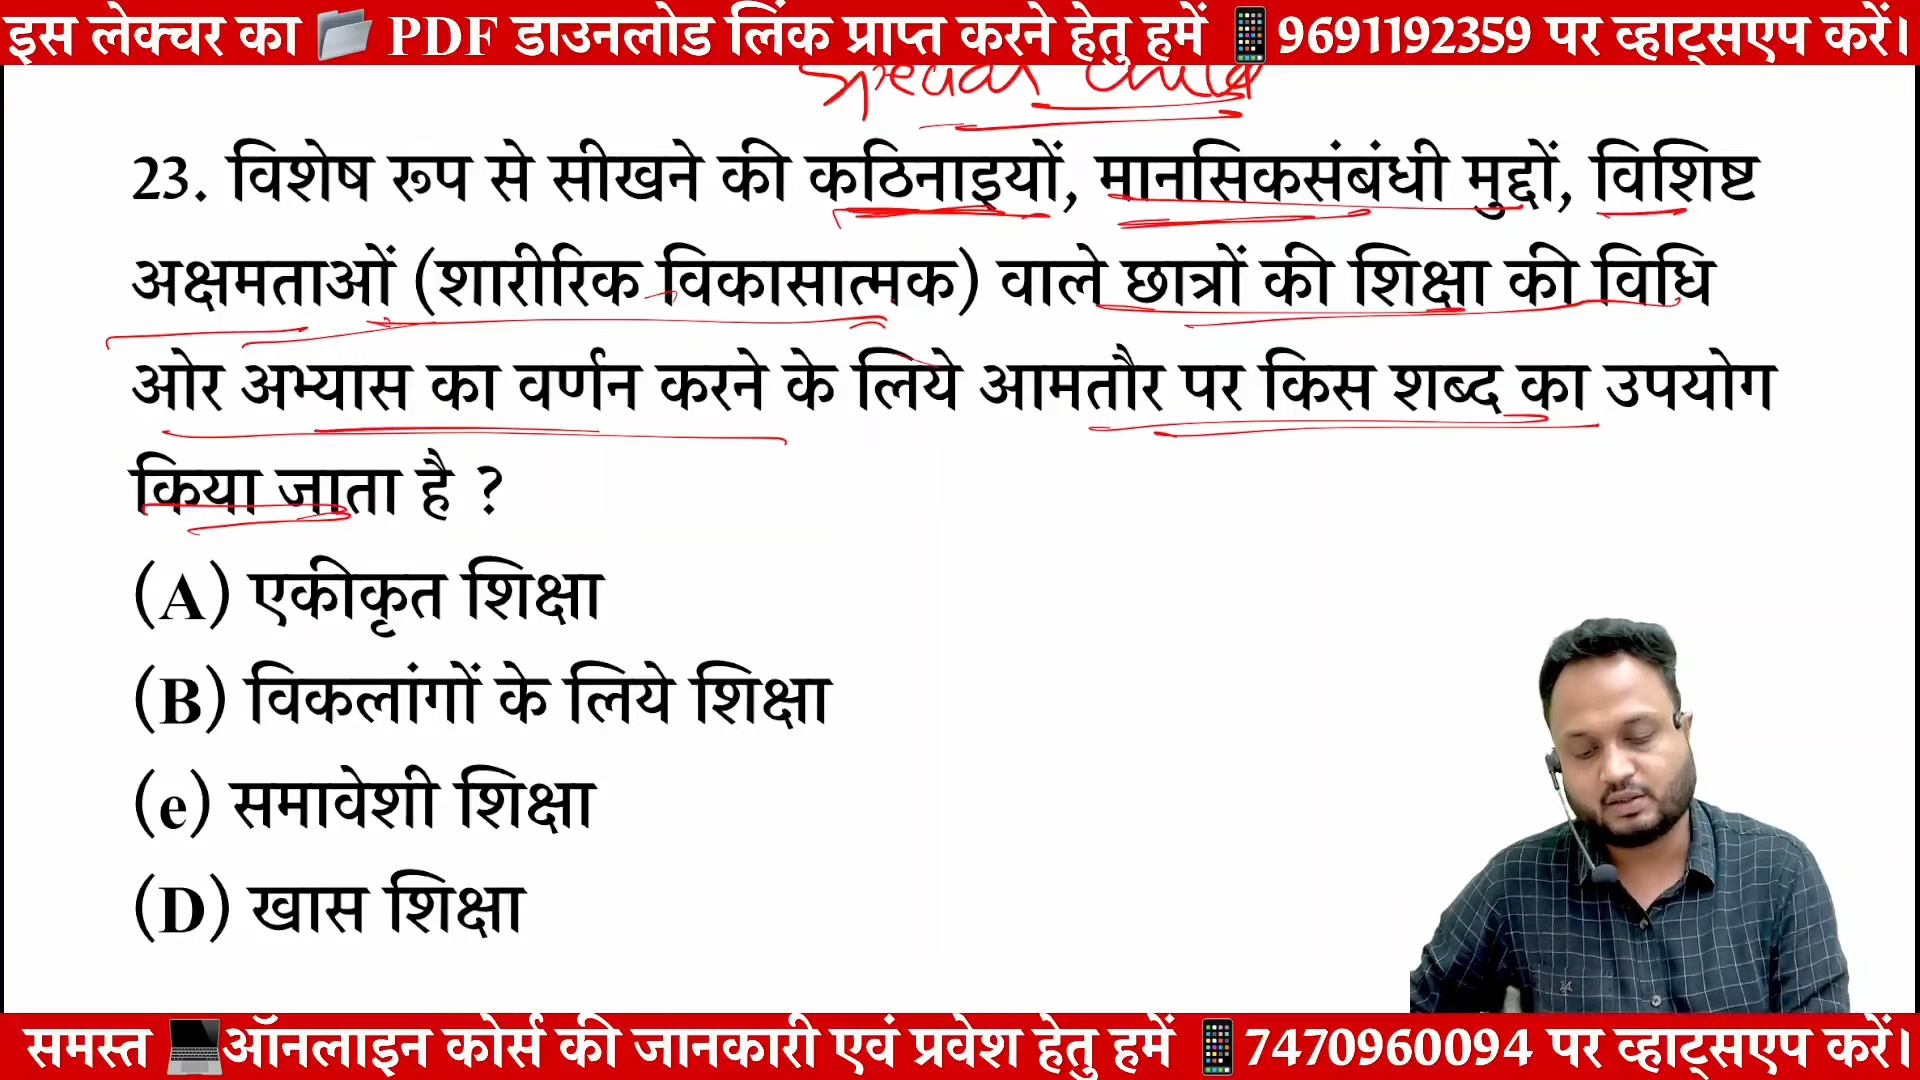 इस लेक्चर का PDF डाउनलोड लिंक प्राप्त करने हेतु हमें 9691192359 पर व्हाट्सएप करें।
special child
23. विशेष रूप से सीखने की कठिनाइयों, मानसिकसंबंधी मुद्दों, विशिष्ट
अक्षमताओं (शारीरिक विकासात्मक) वाले छात्रों की शिक्षा की विधि
ओर अभ्यास का वर्णन करने के लिये आमतौर पर किस शब्द का उपयोग
किया जाता है ?
(A) एकीकृत शिक्षा
(B) विकलांगों के लिये शिक्षा
(e) समावेशी शिक्षा
(D) खास शिक्षा
समस्त ऑनलाइन कोर्स की जानकारी एवं प्रवेश हेतु हमें 7470960094 पर व्हाट्सएप करें।